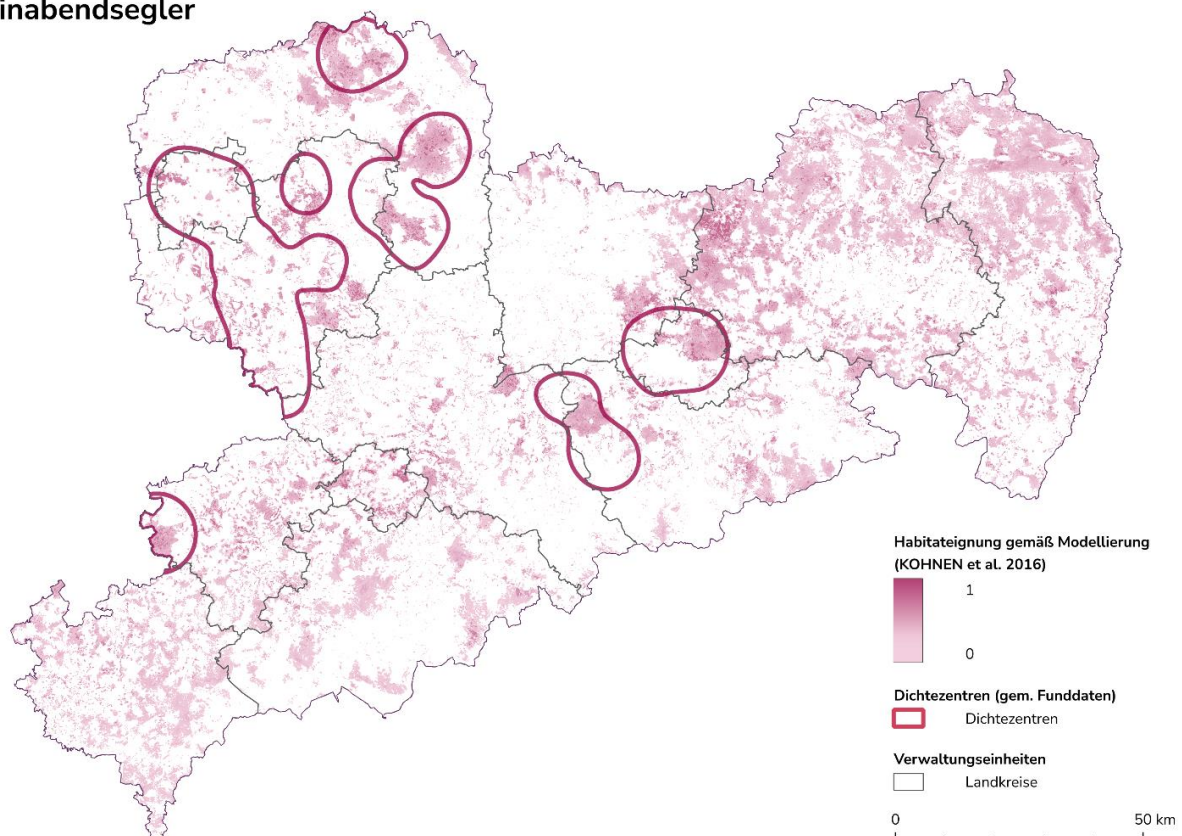 inabendsegler
Habitateignung gemäß Modellierung
(KOHNEN et al. 2016)
1
0
Dichtezentren (gem. Funddaten)
Dichtezentren
Verwaltungseinheiten
Landkreise
0 50 km